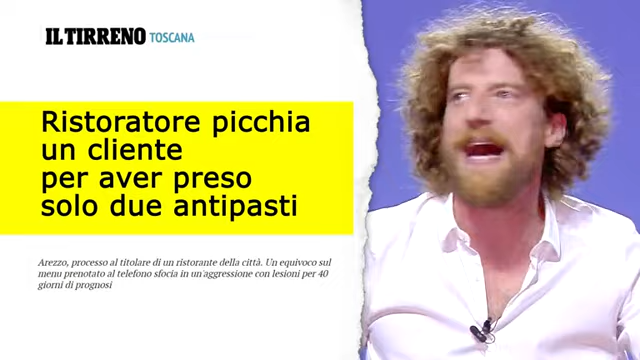 IL TIRRENO TOSCANA
Ristoratore picchia
un cliente
per aver preso
solo due antipasti
Arezzo, processo al titolare di un ristorante della città. Un equivoco sul
menu prenotato al telefono sfocia in un'aggressione con lesioni per 40
giorni di prognosi